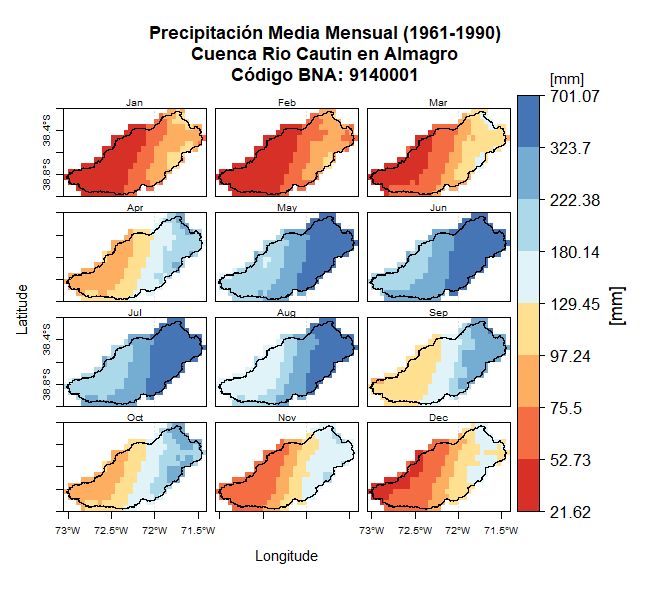 Precipitación Media Mensual (1961-1990)
Cuenca Rio Cautin en Almagro
Código BNA: 9140001
[mm]
Jan Feb Mar
38.4°S
38.8°S
Apr May Jun
Jul Aug Sep
38.4°S
38.8°S
Oct Nov Dec
73°W 72.5°W 72°W 71.5°W
73°W 72.5°W 72°W 71.5°W
Latitude
Longitude
701.07
323.7
222.38
180.14
129.45
97.24
75.5
52.73
21.62
[mm]